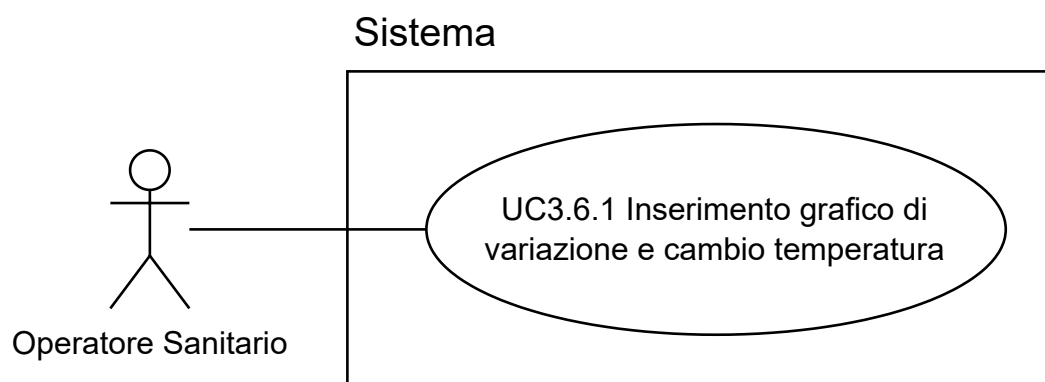 Sistema
UC3.6.1 Inserimento grafico di
variazione e cambio temperatura
Operatore Sanitario